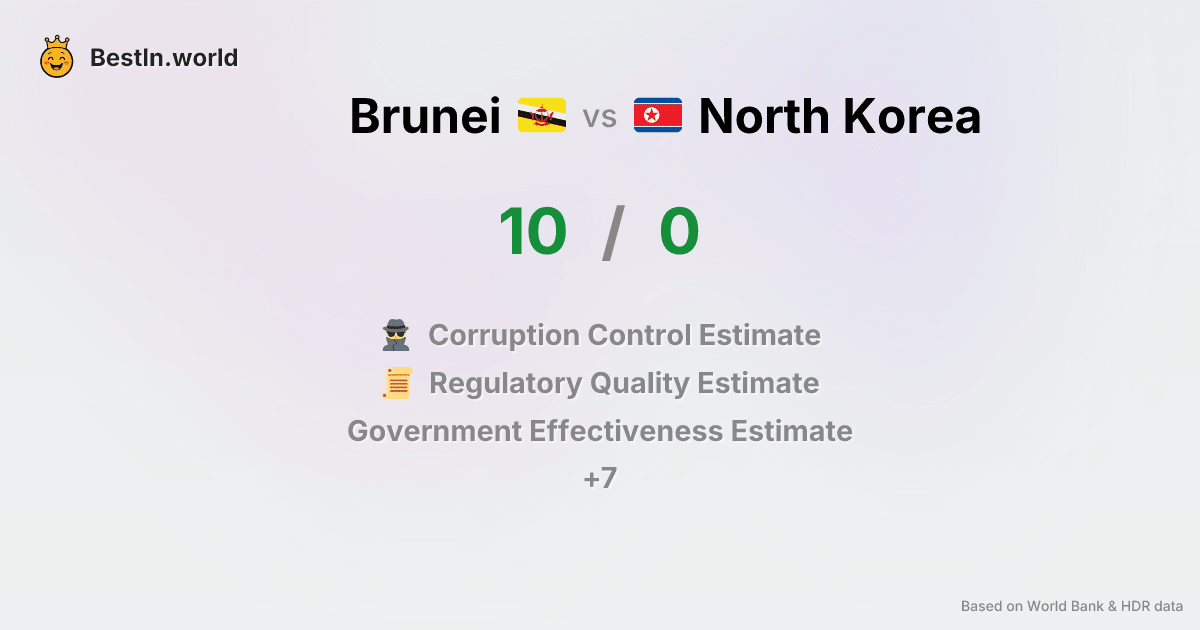 BestIn.world
Brunei vs North Korea
10 / 0
Corruption Control Estimate
Regulatory Quality Estimate
Government Effectiveness Estimate
+7
Based on World Bank & HDR data